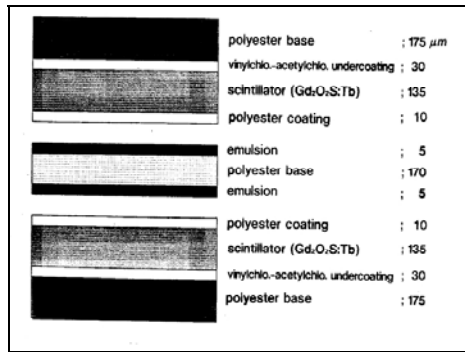 polyester base ; 175 μm
vinylchlo.-acetylchlo. undercoating ; 30
scintillator (Gd₂O₂S:Tb) ; 135
polyester coating ; 10
emulsion ; 5
polyester base ; 170
emulsion ; 5
polyester coating ; 10
scintillator (Gd₂O₂S:Tb) ; 135
vinylchlo.-acetylchlo. undercoating ; 30
polyester base ; 175